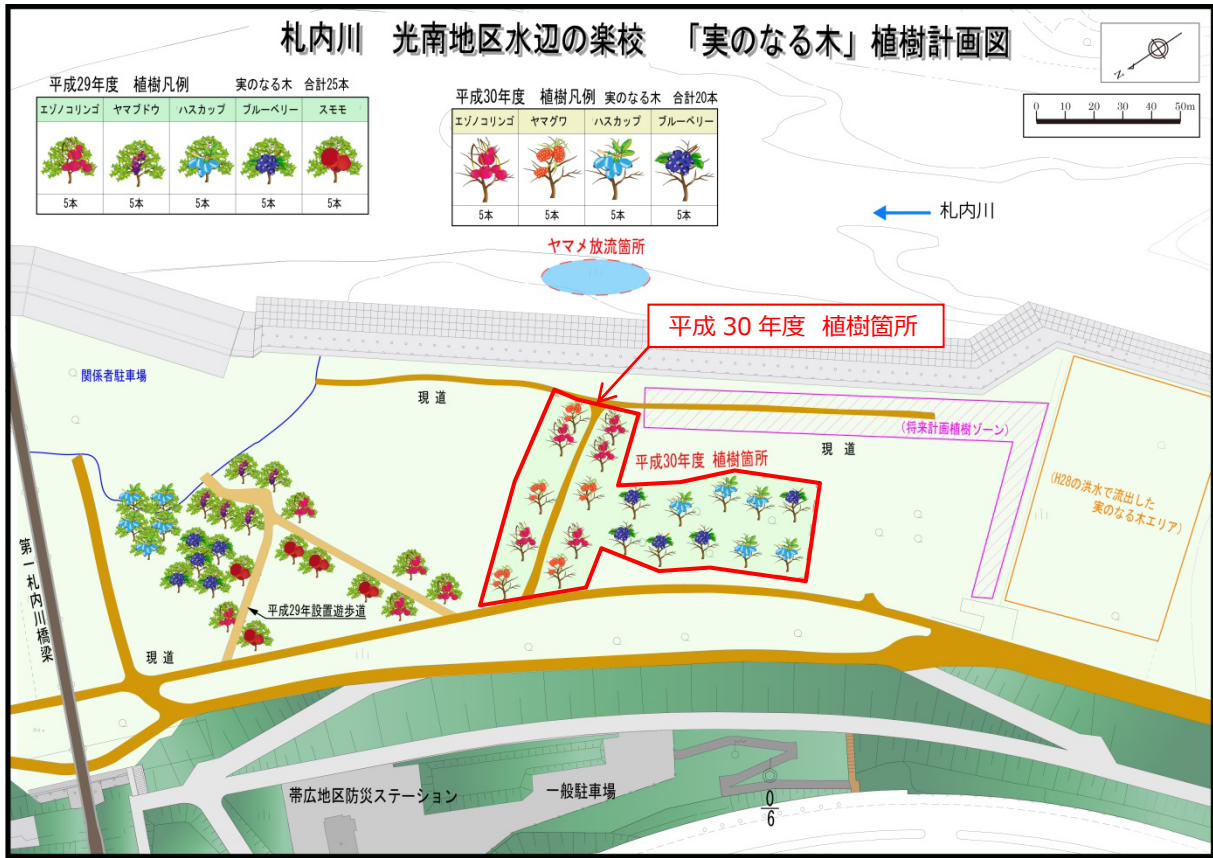 札内川 光南地区水辺の楽校 「実のなる木」植樹計画図
N
平成29年度 植樹凡例 実のなる木 合計25本
エゾノコリンゴ ヤマブドウ ハスカップ ブルーベリー スモモ
5本 5本 5本 5本 5本
平成30年度 植樹凡例 実のなる木 合計20本
エゾノコリンゴ ヤマグワ ハスカップ ブルーベリー
5本 5本 5本 5本
0 10 20 30 40 50m
札内川
ヤマメ放流箇所
平成 30 年度 植樹箇所
関係者駐車場
現 道
(将来計画植樹ゾーン)
現 道
平成30年度 植樹箇所
(H28の洪水で流出した
実のなる木エリア)
第一札内川橋梁
平成29年設置遊歩道
現 道
帯広地区防災ステーション
一般駐車場
0
6